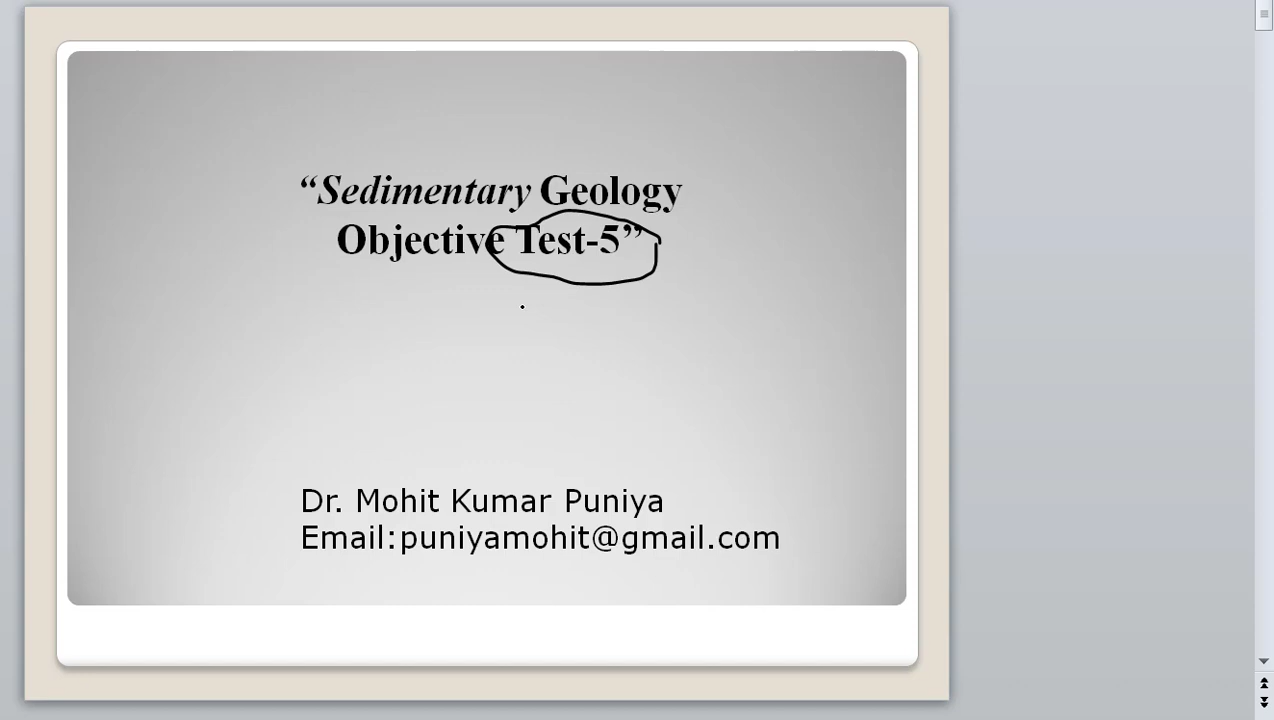 “Sedimentary Geology
Objective Test-5”
Dr. Mohit Kumar Puniya
Email:puniyamohit@gmail.com